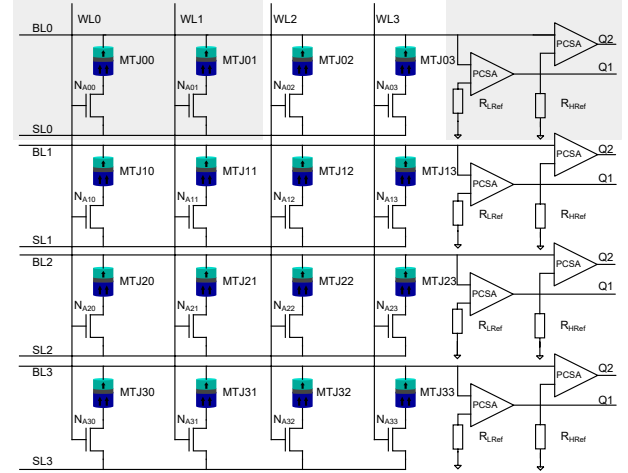 WL0 WL1 WL2 WL3
BL0 PCSA Q2
MTJ00 MTJ01 MTJ02 MTJ03 PCSA Q1
NA00 NA01 NA02 NA03 RLRef RHRef
SL0
BL1 PCSA Q2
MTJ10 MTJ11 MTJ12 MTJ13 PCSA Q1
NA10 NA11 NA12 NA13 RLRef RHRef
SL1
BL2 PCSA Q2
MTJ20 MTJ21 MTJ22 MTJ23 PCSA Q1
NA20 NA21 NA22 NA23 RLRef RHRef
SL2
BL3 PCSA Q2
MTJ30 MTJ31 MTJ32 MTJ33 PCSA Q1
NA30 NA31 NA32 NA33 RLRef RHRef
SL3